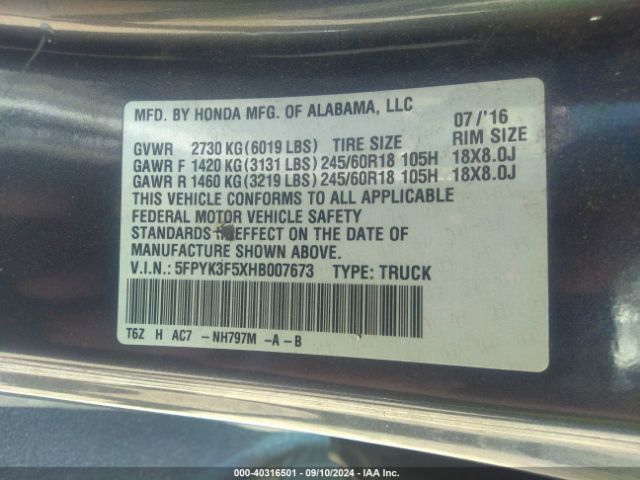 MFD. BY HONDA MFG. OF ALABAMA, LLC 07/'16
GVWR 2730 KG (6019 LBS) TIRE SIZE RIM SIZE
GAWR F 1420 KG (3131 LBS) 245/60R18 105H 18X8.0J
GAWR R 1460 KG (3219 LBS) 245/60R18 105H 18X8.0J
THIS VEHICLE CONFORMS TO ALL APPLICABLE
FEDERAL MOTOR VEHICLE SAFETY
STANDARDS IN EFFECT ON THE DATE OF
MANUFACTURE SHOWN ABOVE.
V.I.N.: 5FPYK3F5XHB007673 TYPE: TRUCK
T6Z H AC7 - NH797M -A - B
000-40316501 - 09/10/2024 - IAA Inc.